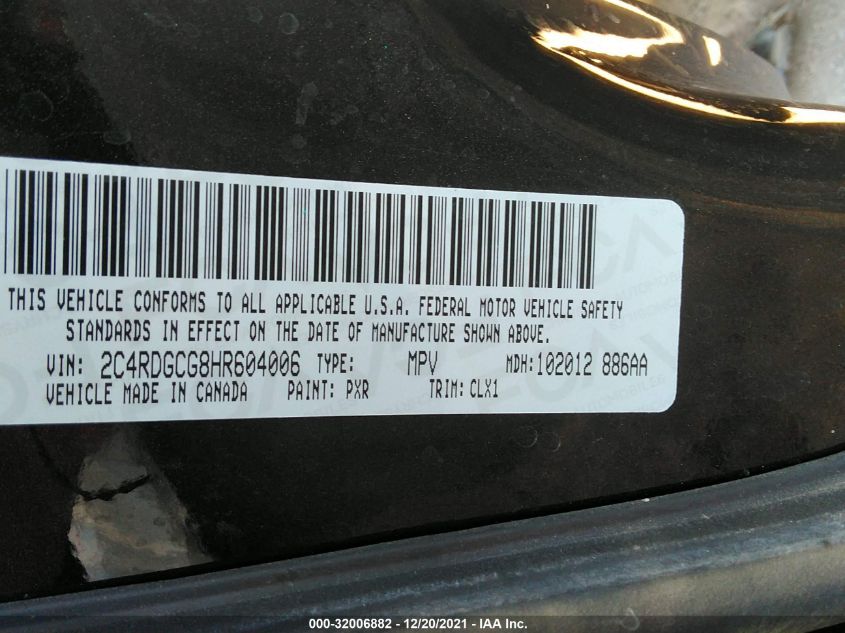 THIS VEHICLE CONFORMS TO ALL APPLICABLE U.S.A. FEDERAL MOTOR VEHICLE SAFETY
STANDARDS IN EFFECT ON THE DATE OF MANUFACTURE SHOWN ABOVE.
VIN: 2C4RDGCG8HR604006 TYPE: MPV MDH:102012 886AA
VEHICLE MADE IN CANADA PAINT: PXR TRIM: CLX1
000-32006882 - 12/20/2021 - IAA Inc.